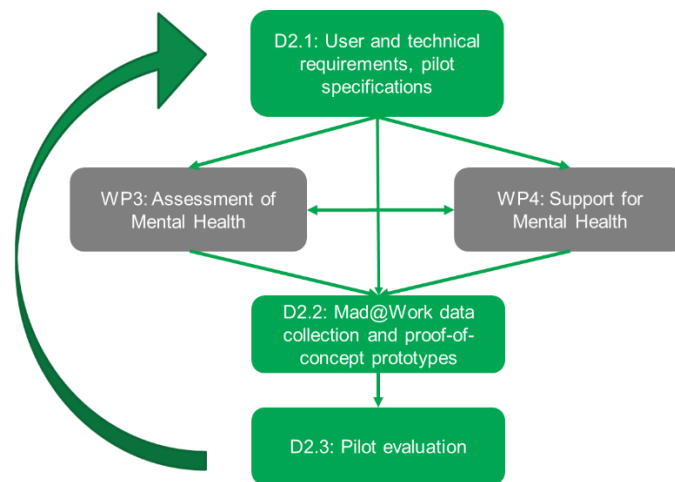 D2.1: User and technical
requirements, pilot
specifications
WP3: Assessment of
Mental Health
WP4: Support for
Mental Health
D2.2: Mad@Work data
collection and proof-of-
concept prototypes
D2.3: Pilot evaluation